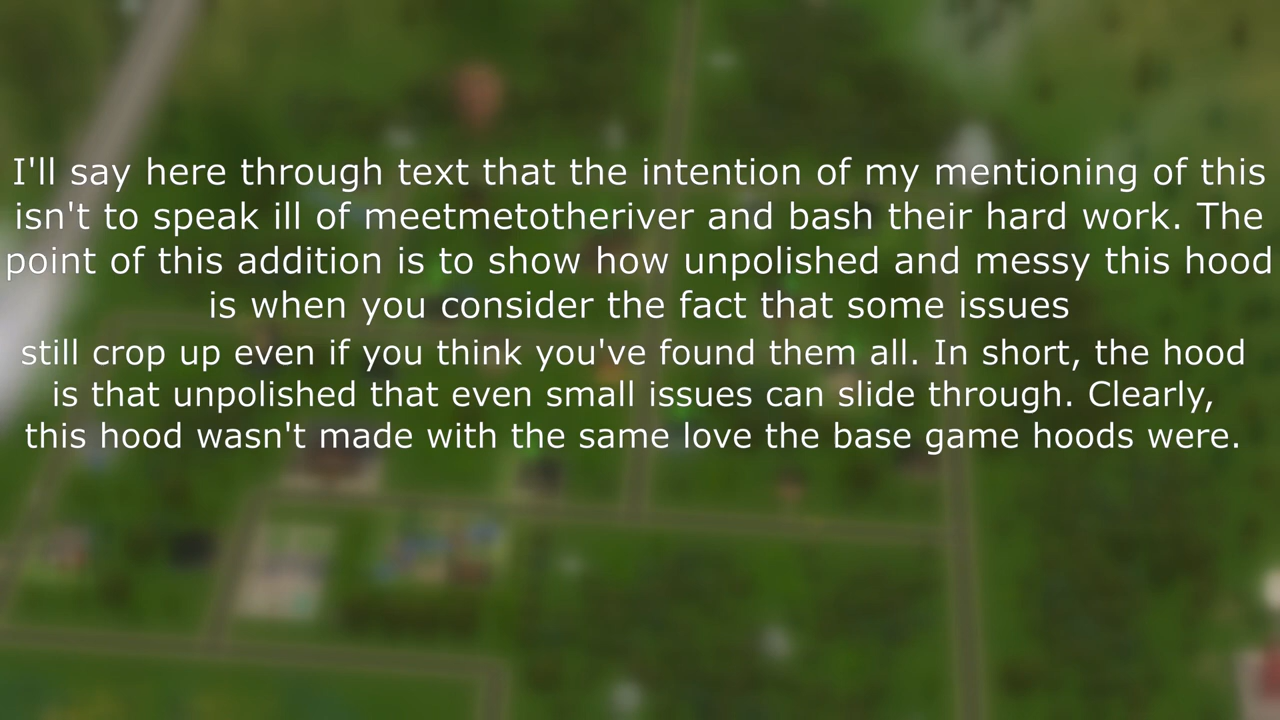 I'll say here through text that the intention of my mentioning of this
isn't to speak ill of meetmetotheriver and bash their hard work. The
point of this addition is to show how unpolished and messy this hood
is when you consider the fact that some issues
still crop up even if you think you've found them all. In short, the hood
is that unpolished that even small issues can slide through. Clearly,
this hood wasn't made with the same love the base game hoods were.